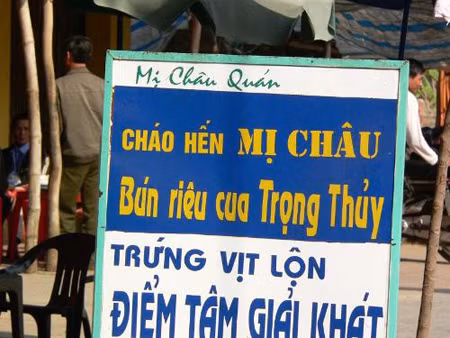 Mị Châu Quán
CHÁO HẾN MỊ CHÂU
Bún riêu cua Trọng Thủy
TRỨNG VỊT LỘN
ĐIỂM TÂM GIẢI KHÁT